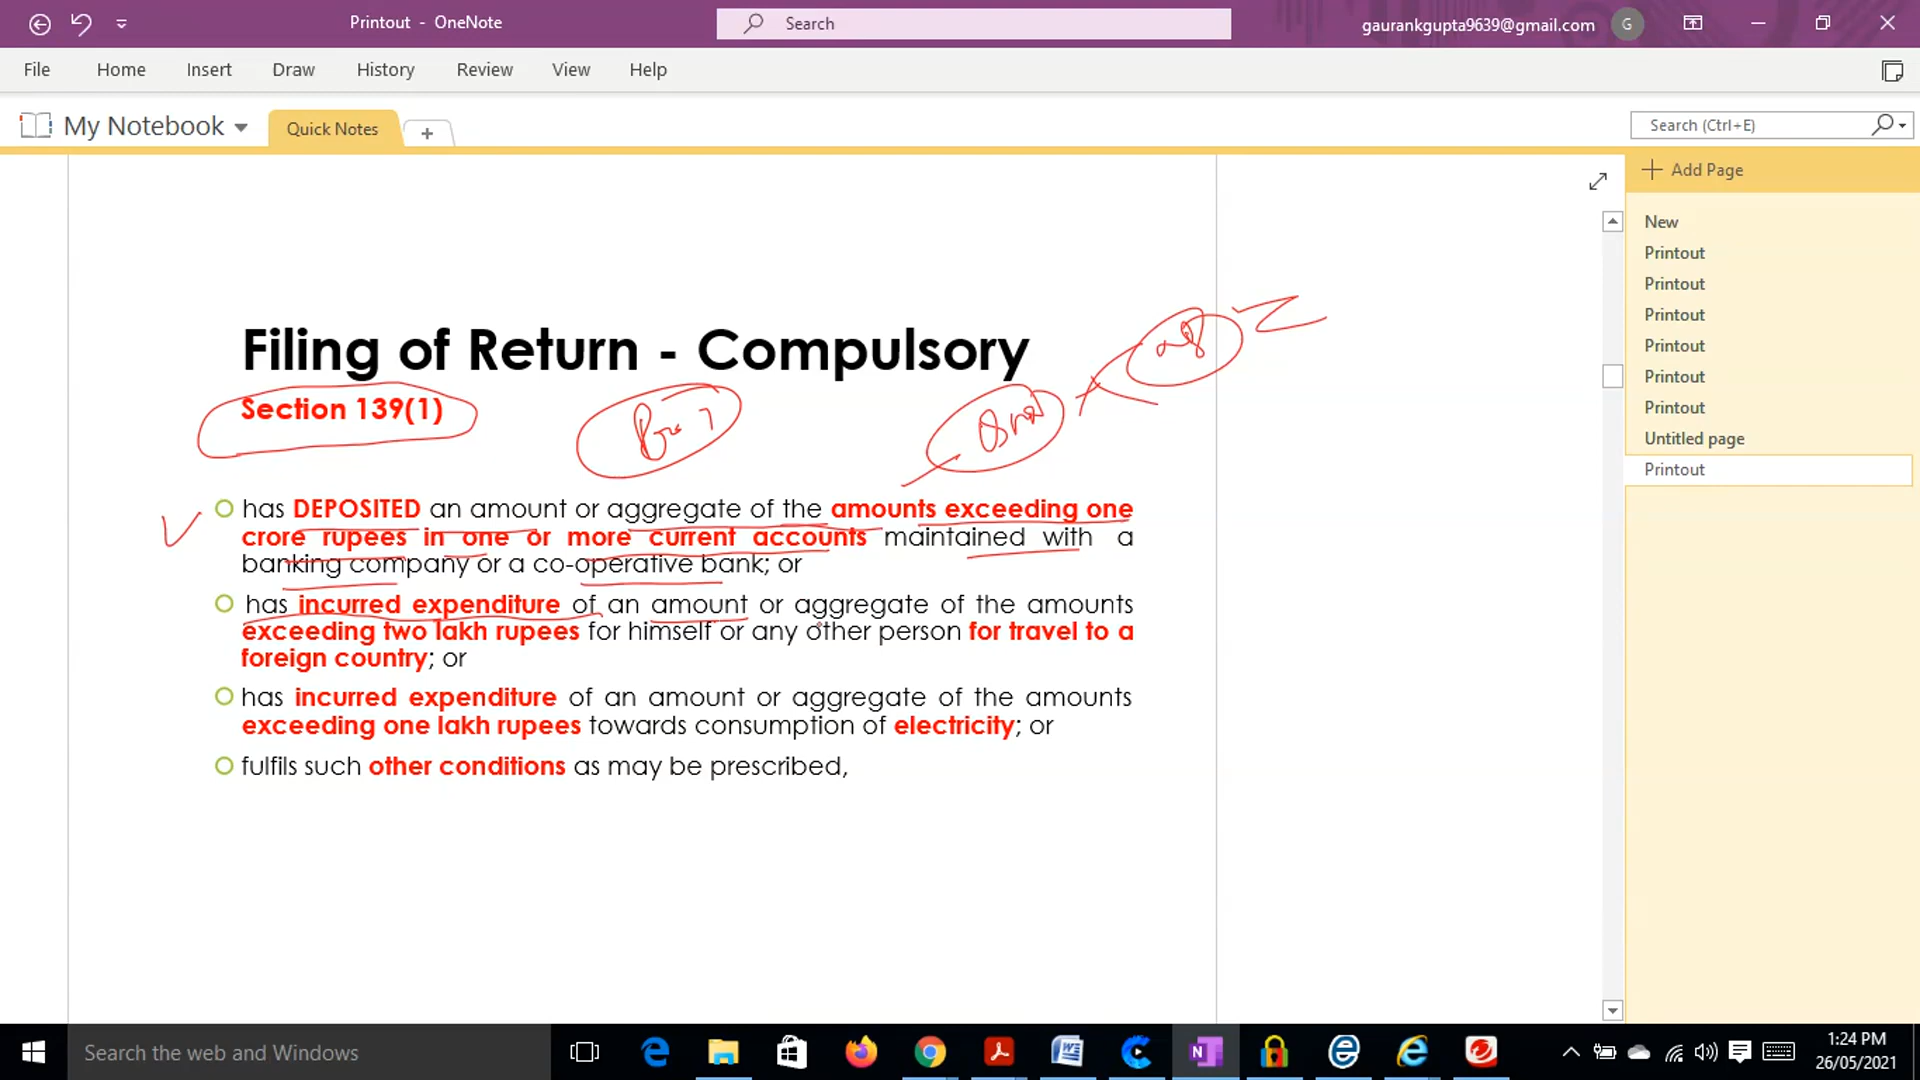 Printout - OneNote
Search
gaurankgupta9639@gmail.com
G
File Home Insert Draw History Review View Help
My Notebook
Quick Notes
Search (Ctrl+E)
Add Page
New
Printout
Printout
Printout
Printout
Printout
Printout
Untitled page
Printout
Filing of Return - Compulsory
Section 139(1)
has DEPOSITED an amount or aggregate of the amounts exceeding one
crore rupees in one or more current accounts maintained with a
banking company or a co-operative bank; or
has incurred expenditure of an amount or aggregate of the amounts
exceeding two lakh rupees for himself or any other person for travel to a
foreign country; or
has incurred expenditure of an amount or aggregate of the amounts
exceeding one lakh rupees towards consumption of electricity; or
fulfils such other conditions as may be prescribed,
Search the web and Windows
1:24 PM
26/05/2021